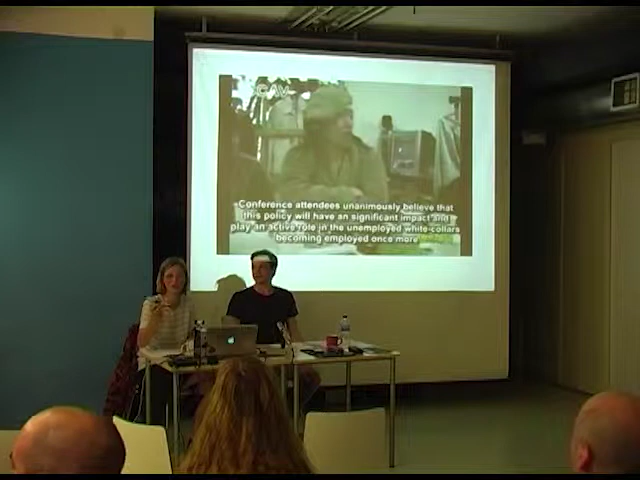 CAV
Conference attendees unanimously believe that
this policy will have an significant impact and
play an active role in the unemployed white-collars
becoming employed once more